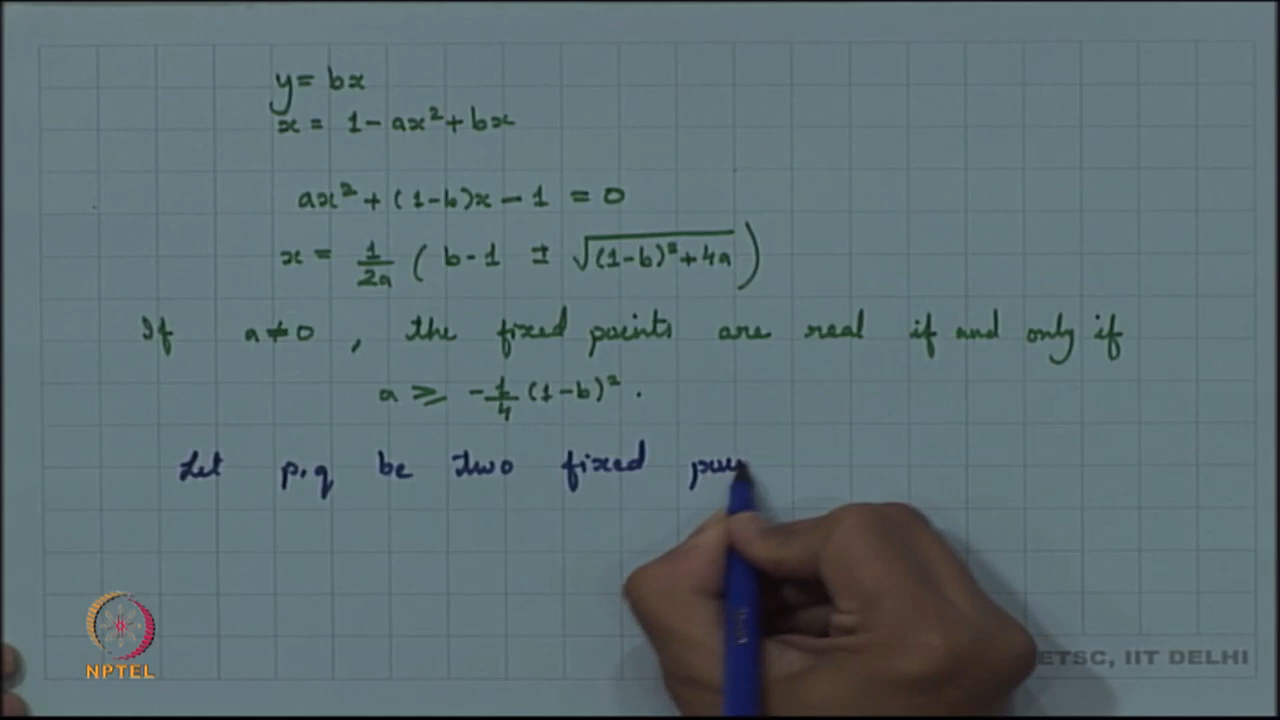 y = bx
x = 1 - ax² + bx
ax² + (1-b)x - 1 = 0
x = 1/2a ( b-1 ± √(1-b)²+4a )
If a ≠ 0 , the fixed points are real if and only if
a ≥ -1/4 (1-b)² .
Let p, q be two fixed
NPTEL
ETSC, IIT DELHI